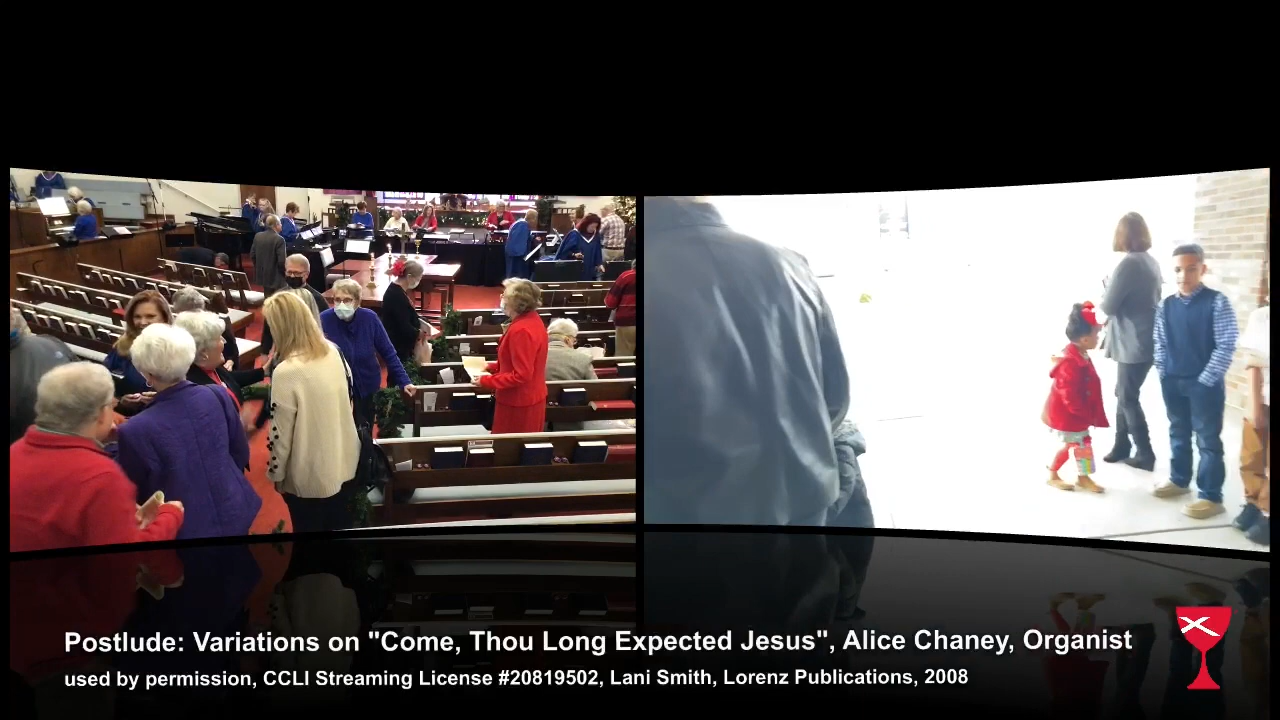 Postlude: Variations on "Come, Thou Long Expected Jesus", Alice Chaney, Organist
used by permission, CCLI Streaming License #20819502, Lani Smith, Lorenz Publications, 2008